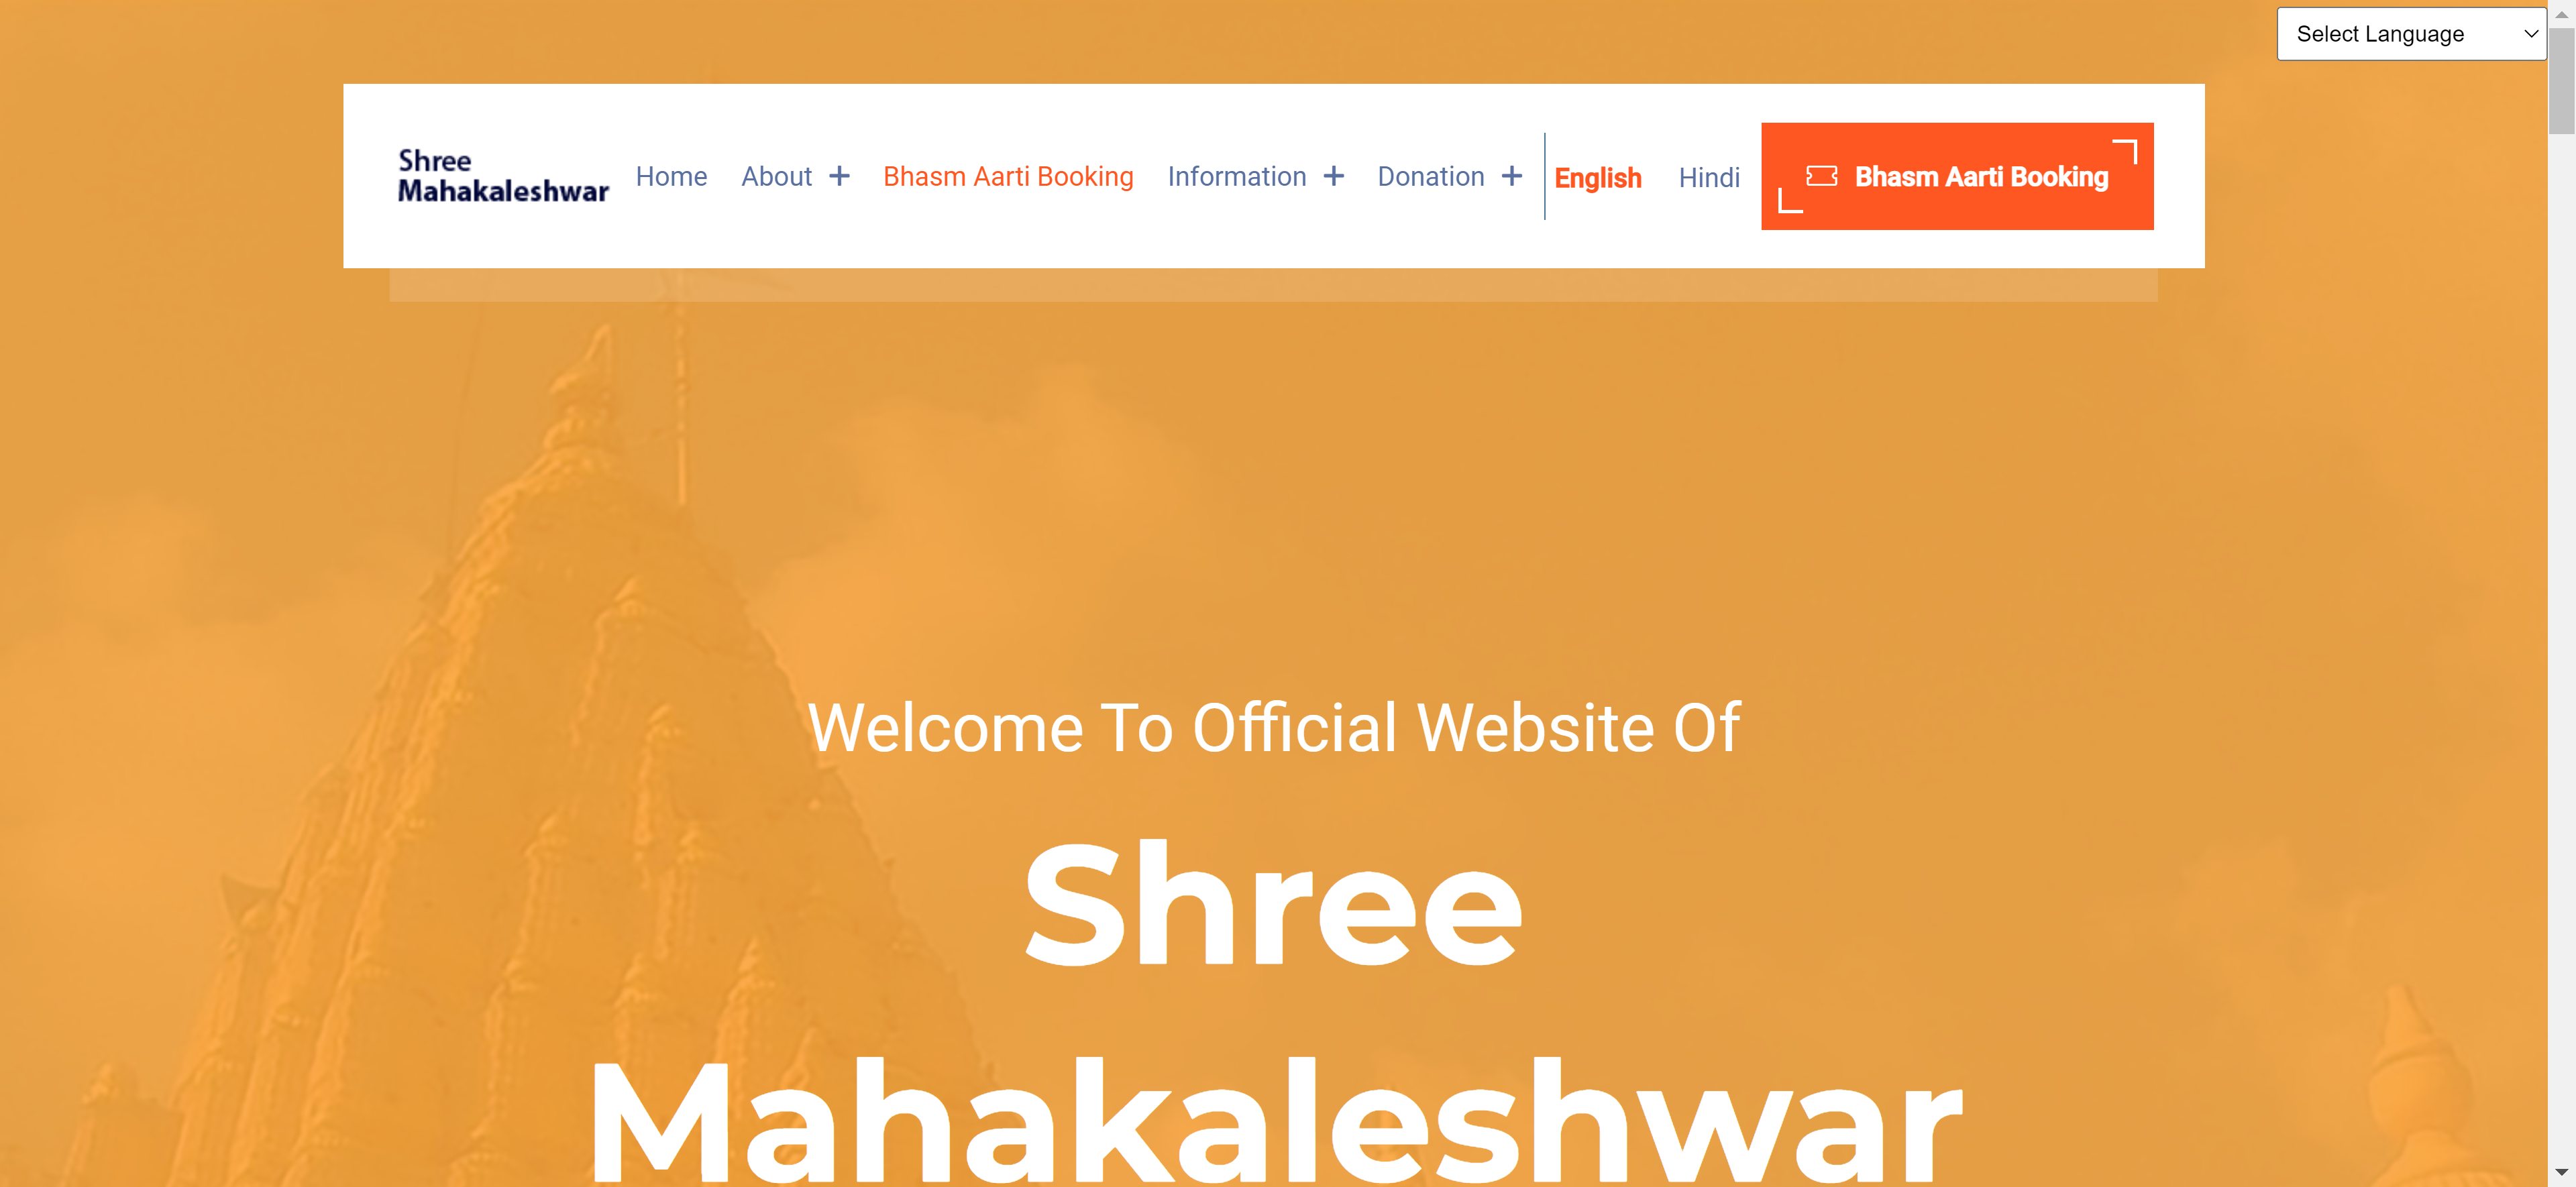 Select Language
Shree
Mahakaleshwar
Home About Bhasm Aarti Booking Information Donation English Hindi Bhasm Aarti Booking
Welcome To Official Website Of
Shree
Mahakaleshwar